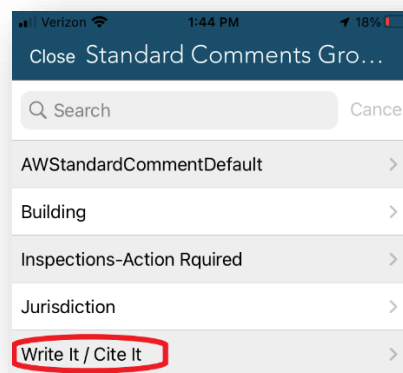 Verizon 1:44 PM 18%
Close Standard Comments Gro...
Search Cance
AWStandardCommentDefault
Building
Inspections-Action Rquired
Jurisdiction
Write It / Cite It